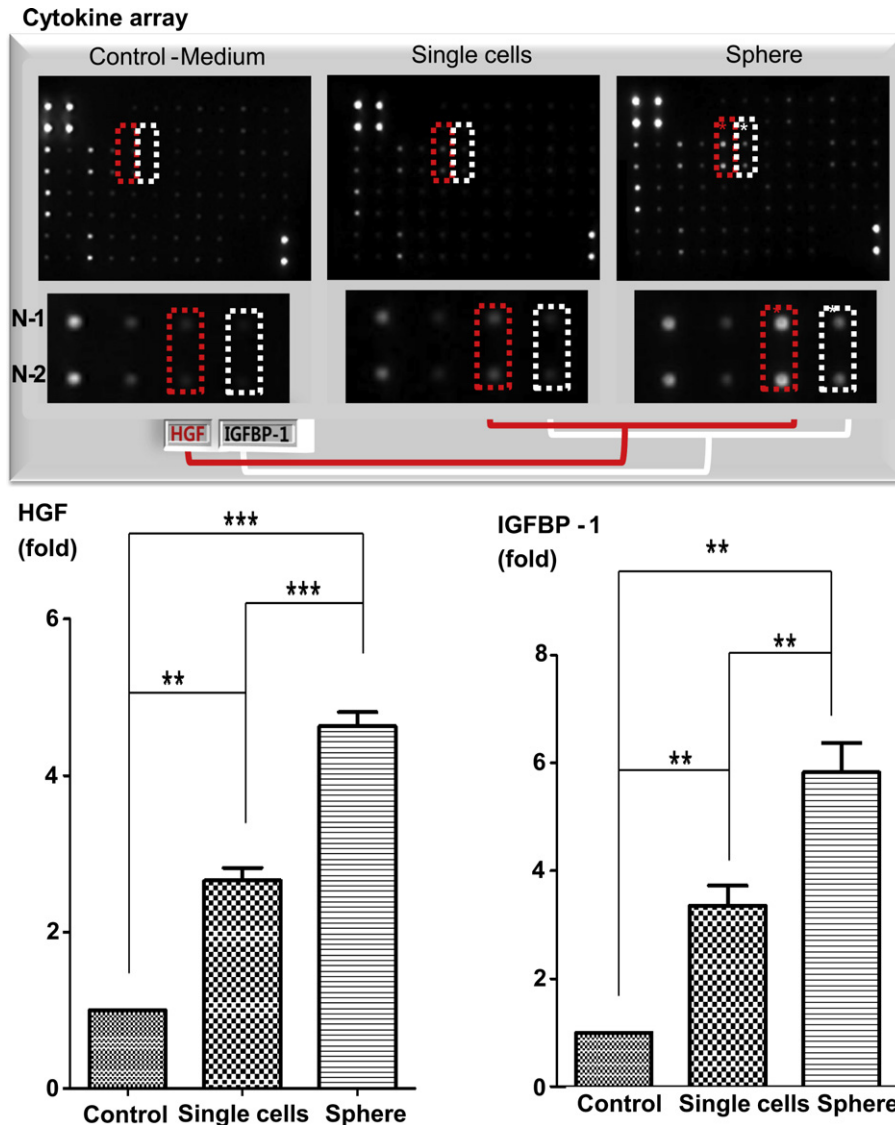 Cytokine array
Control -Medium Single cells Sphere
* *
N-1 * *
N-2
HGF IGFBP-1
HGF
(fold)
***
***
**
6
4
2
0
Control Single cells Sphere
IGFBP - 1
(fold)
**
**
**
8
6
4
2
0
Control Single cells Sphere